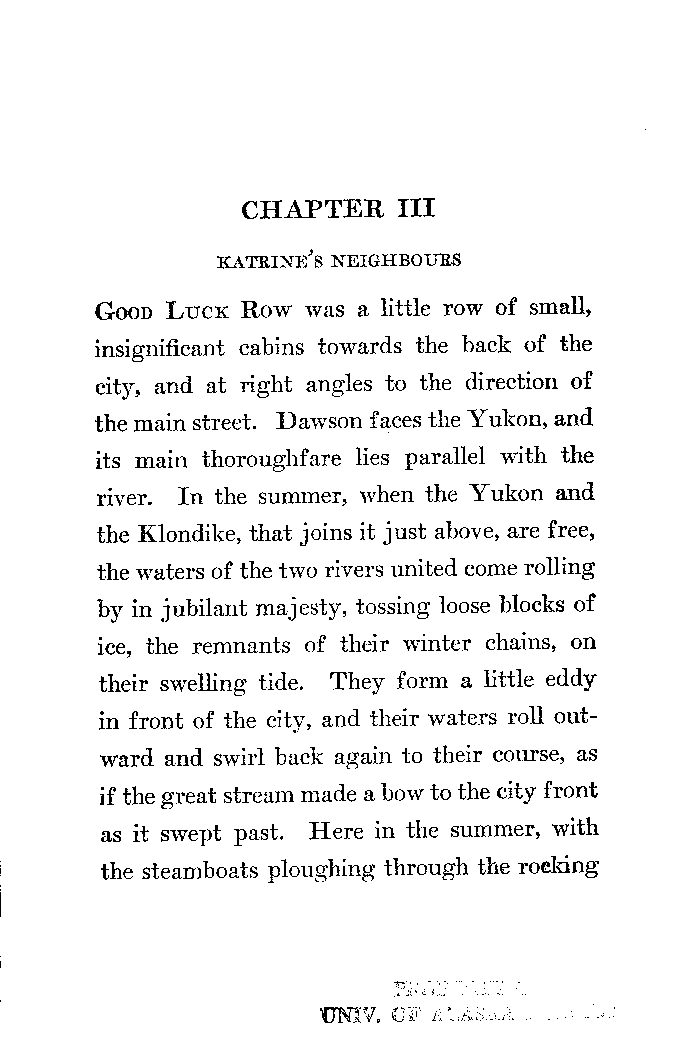 CHAPTER III
KATRINE'S NEIGHBOURS
GOOD LUCK ROW was a little row of small,
insignificant cabins towards the back of the
city, and at right angles to the direction of
the main street. Dawson faces the Yukon, and
its main thoroughfare lies parallel with the
river. In the summer, when the Yukon and
the Klondike, that joins it just above, are free,
the waters of the two rivers united come rolling
by in jubilant majesty, tossing loose blocks of
ice, the remnants of their winter chains, on
their swelling tide. They form a little eddy
in front of the city, and their waters roll out-
ward and swirl back again to their course, as
if the great stream made a bow to the city front
as it swept past. Here in the summer, with
the steamboats ploughing through the rocking
UNIV. OF ALASKA